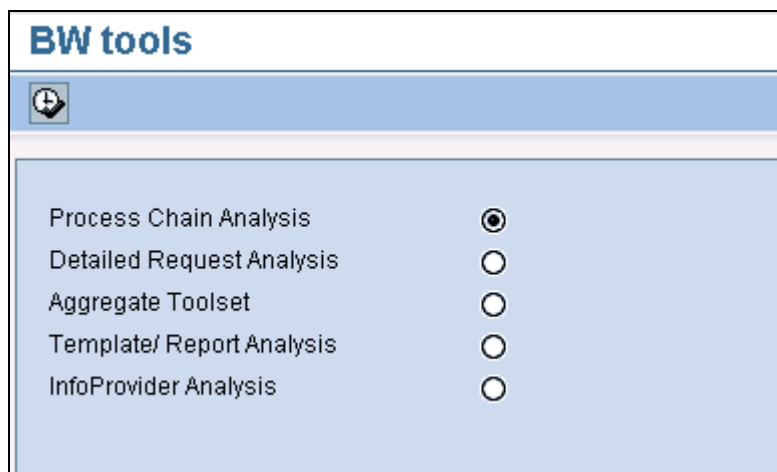 BW tools
Process Chain Analysis
Detailed Request Analysis
Aggregate Toolset
Template/ Report Analysis
InfoProvider Analysis